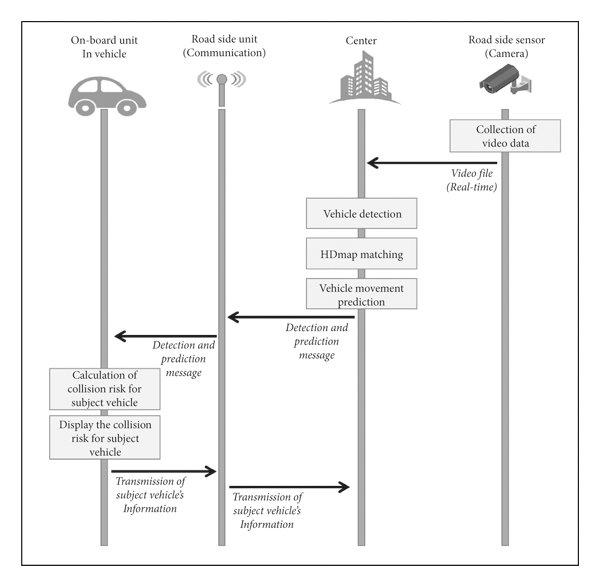 On-board unit
In vehicle
Road side unit
(Communication)
Center
Road side sensor
(Camera)
Collection of
video data
Video file
(Real-time)
Vehicle detection
HDmap matching
Vehicle movement
prediction
Detection and
prediction
message
Detection and
prediction
message
Calculation of
collision risk for
subject vehicle
Display the collision
risk for subject
vehicle
Transmission of
subject vehicle's
Information
Transmission of
subject vehicle's
Information